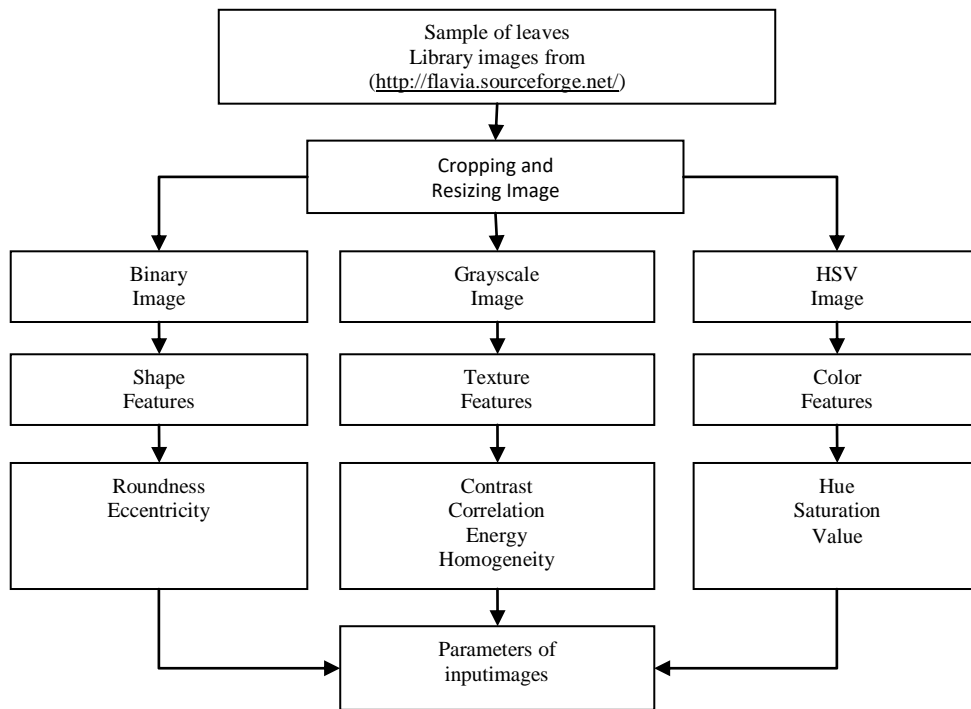 Sample of leaves
Library images from
(http://flavia.sourceforge.net/)
Cropping and
Resizing Image
Binary
Image
Grayscale
Image
HSV
Image
Shape
Features
Texture
Features
Color
Features
Roundness
Eccentricity
Contrast
Correlation
Energy
Homogeneity
Hue
Saturation
Value
Parameters of
inputimages